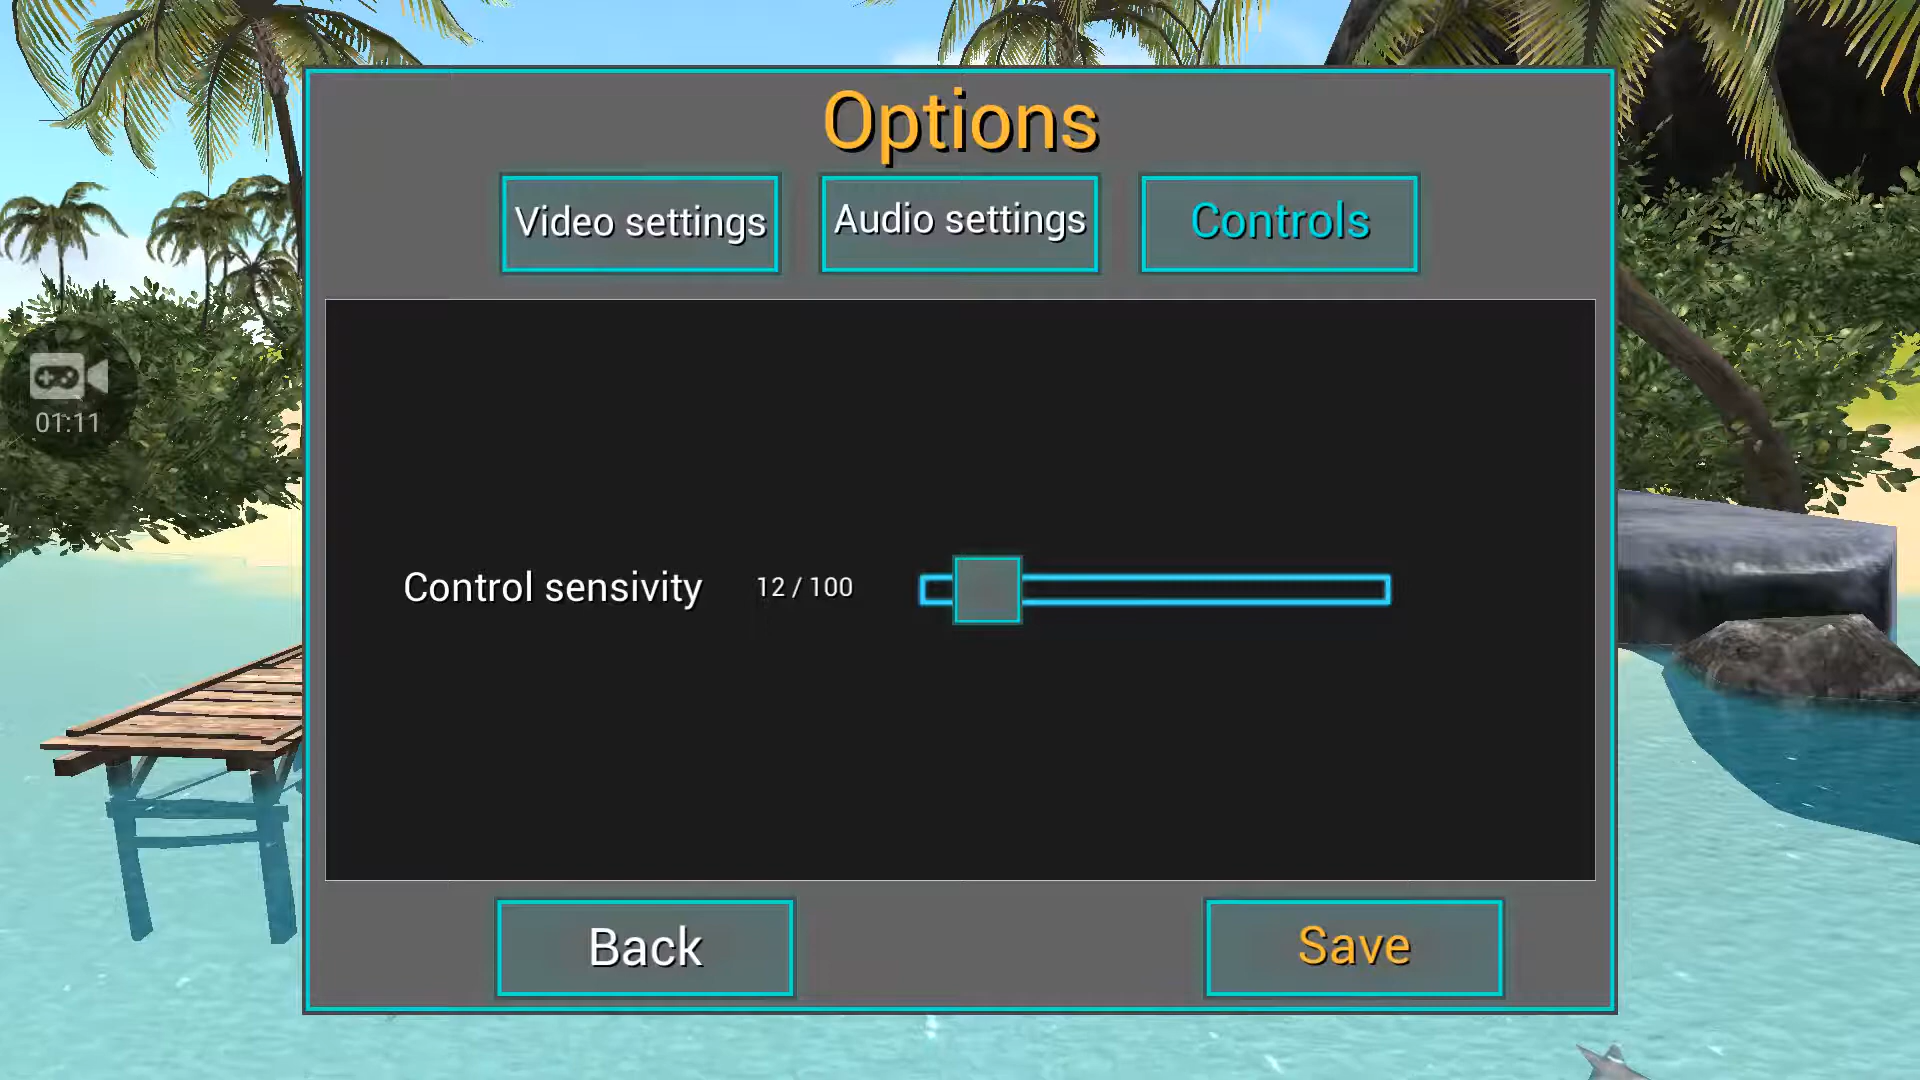 Options
Video settings
Audio settings
Controls
01:11
Control sensivity
12 / 100
Back
Save